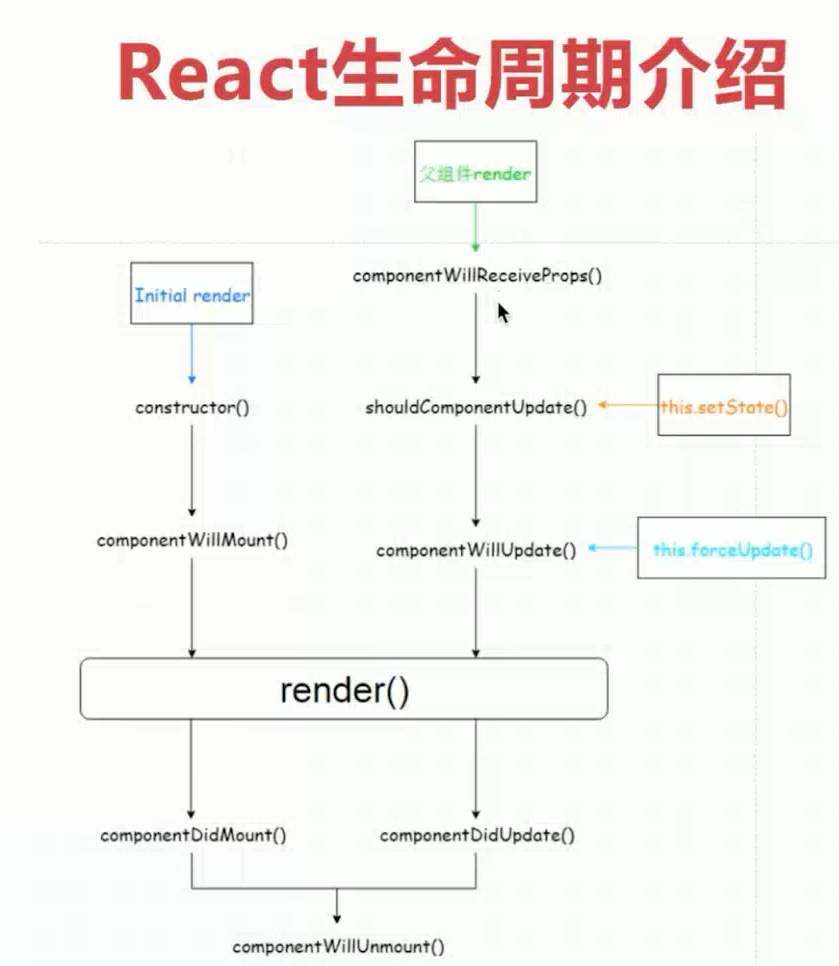 React生命周期介绍
父组件render
componentWillReceiveProps()
Initial render
constructor()
shouldComponentUpdate()
this.setState()
componentWillMount()
componentWillUpdate()
this.forceUpdate()
render()
componentDidMount()
componentDidUpdate()
componentWillUnmount()